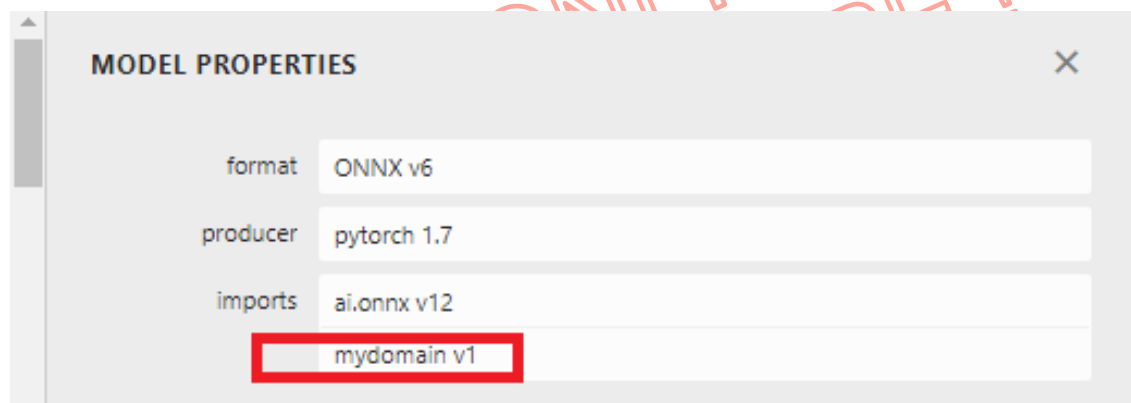 MODEL PROPERTIES
format ONNX v6
producer pytorch 1.7
imports ai.onnx v12
mydomain v1